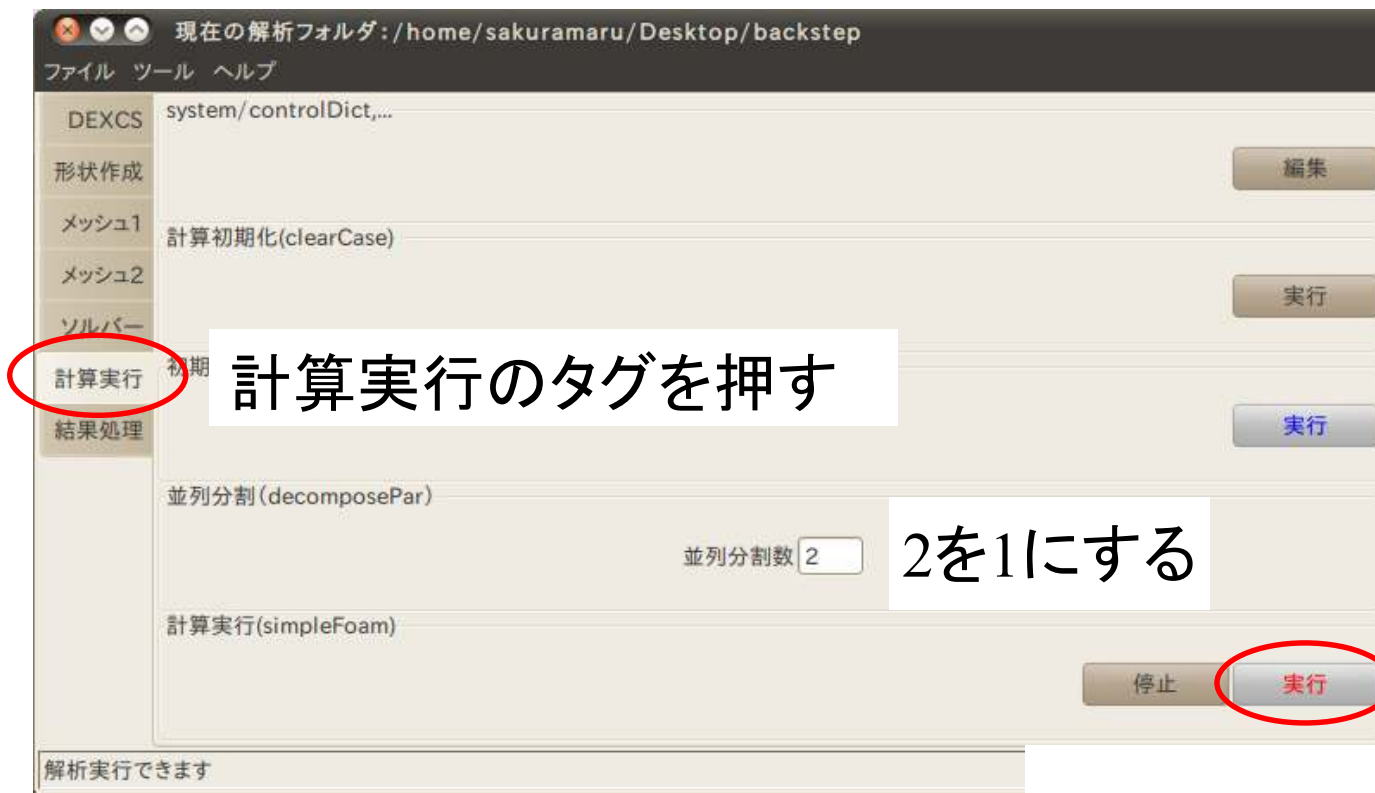 現在の解析フォルダ:/home/sakuramaru/Desktop/backstep
ファイル ツール ヘルプ
DEXCS
形状作成
メッシュ1
メッシュ2
ソルバー
計算実行
結果処理
system/controlDict,...
編集
計算初期化(clearCase)
実行
初期
計算実行のタグを押す
実行
並列分割(decomposePar)
並列分割数 2
2を1にする
計算実行(simpleFoam)
停止 実行
解析実行できます